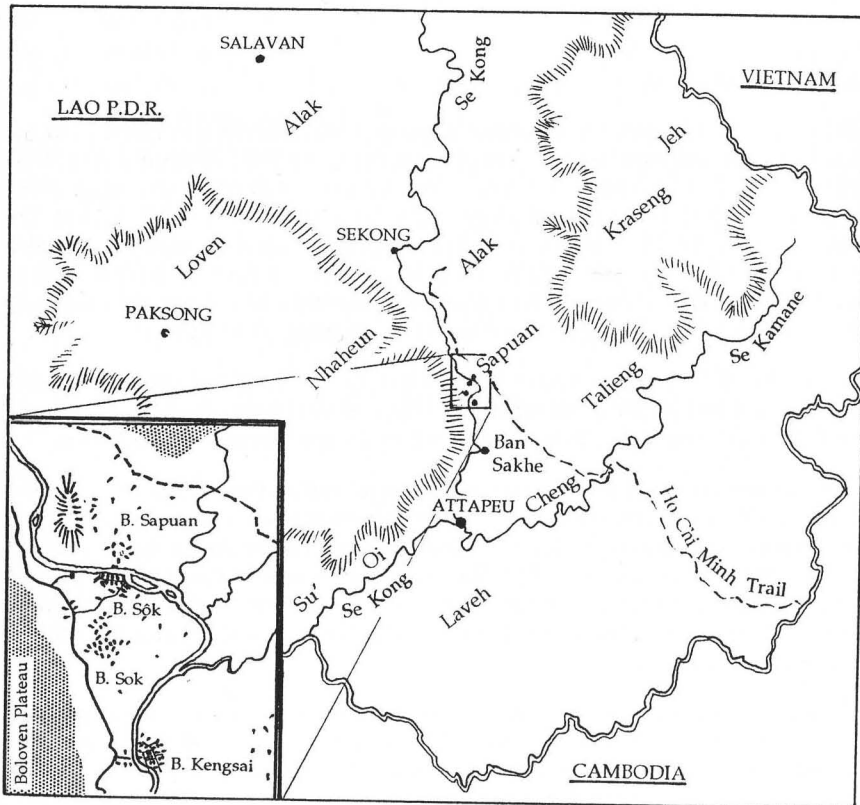 SALAVAN
LAO P.D.R.
Alak
Se Kong
VIETNAM
Jeh
Kraseng
Loven
SEKONG
Alak
PAKSONG
Nhaheun
Sapuan
Talieng
Se Kamane
Ban
Sakhe
ATTAPEU
Cheng
Ho Chi Minh Trail
Oi
Su'
Se Kong
Laveh
CAMBODIA
B. Sapuan
B. Sôk
B. Sok
B. Kengsai
Boloven Plateau